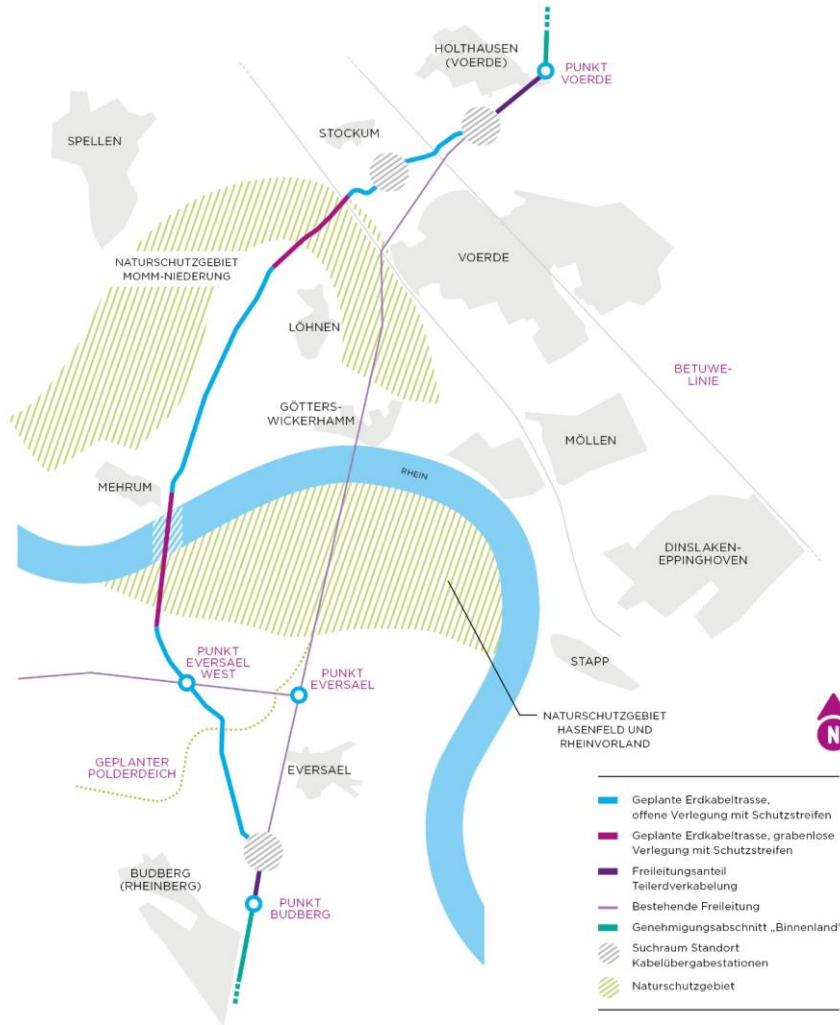 HOLTHAUSEN
(VOERDE)
PUNKT
VOERDE
STOCKUM
SPELLEN
NATURSCHUTZGEBIET
MOMM-NIEDERUNG
VOERDE
LÖHNEN
BETUWE-
LINIE
GÖTTERS-
WICKERHAMM
MÖLLEN
RHEIN
MEHRUM
DINSLAKEN-
EPPINGHOVEN
PUNKT
EVERSAEL
WEST
PUNKT
EVERSAEL
STAPP
NATURSCHUTZGEBIET
HASENFELD UND
RHEINVORLAND
N
GEPLANTER
POLDERDEICH
EVERSAEL
BUDBERG
(RHEINBERG)
PUNKT
BUDBERG
Geplante Erdkabeltrasse,
offene Verlegung mit Schutzstreifen
Geplante Erdkabeltrasse, grabenlose
Verlegung mit Schutzstreifen
Freileitungsanteil
Teilerdverkabelung
Bestehende Freileitung
Genehmigungsabschnitt „Binnenland“
Suchraum Standort
Kabelübergabestationen
Naturschutzgebiet